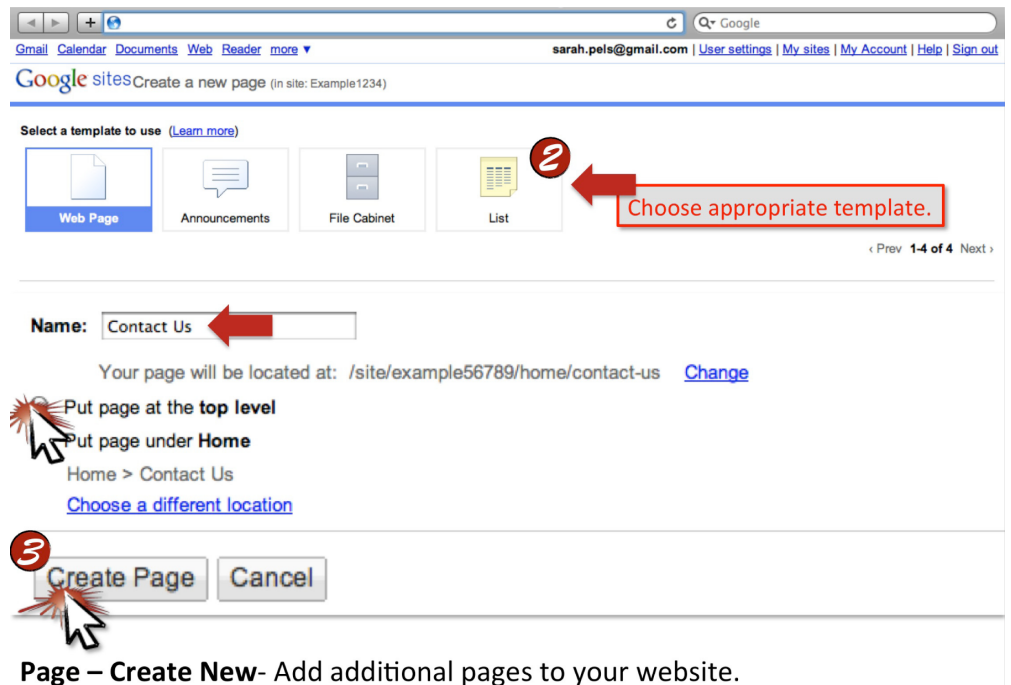 Google
Gmail Calendar Documents Web Reader more ▼ sarah.pels@gmail.com | User settings | My sites | My Account | Help | Sign out
Google sites Create a new page (in site: Example1234)
Select a template to use (Learn more)
2
Web Page Announcements File Cabinet List
Choose appropriate template.
‹ Prev 1-4 of 4 Next ›
Name: Contact Us
Your page will be located at: /site/example56789/home/contact-us Change
Put page at the top level
Put page under Home
Home > Contact Us
Choose a different location
3
Create Page Cancel
Page – Create New- Add additional pages to your website.